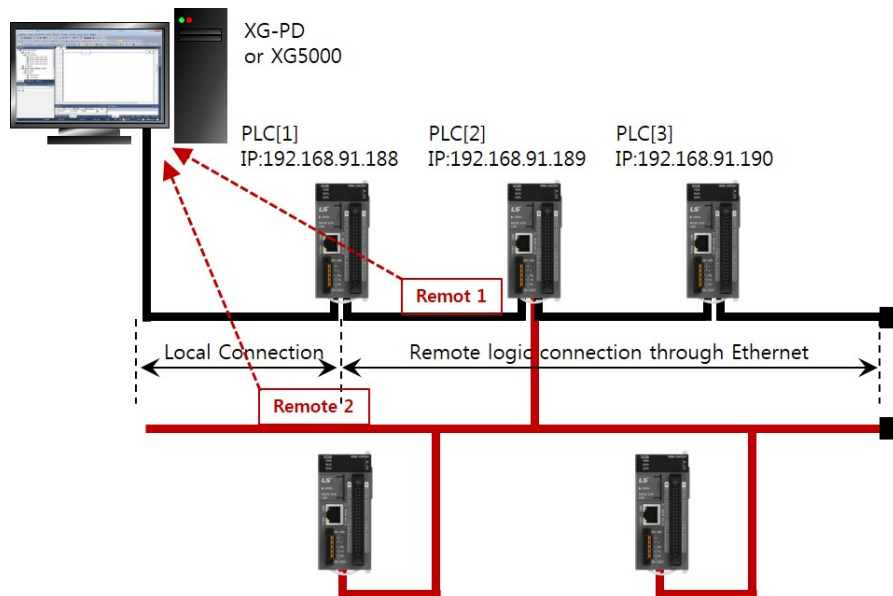 XG-PD
or XG5000
PLC[1]
IP:192.168.91.188
PLC[2]
IP:192.168.91.189
PLC[3]
IP:192.168.91.190
Remot 1
Local Connection
Remote logic connection through Ethernet
Remote 2